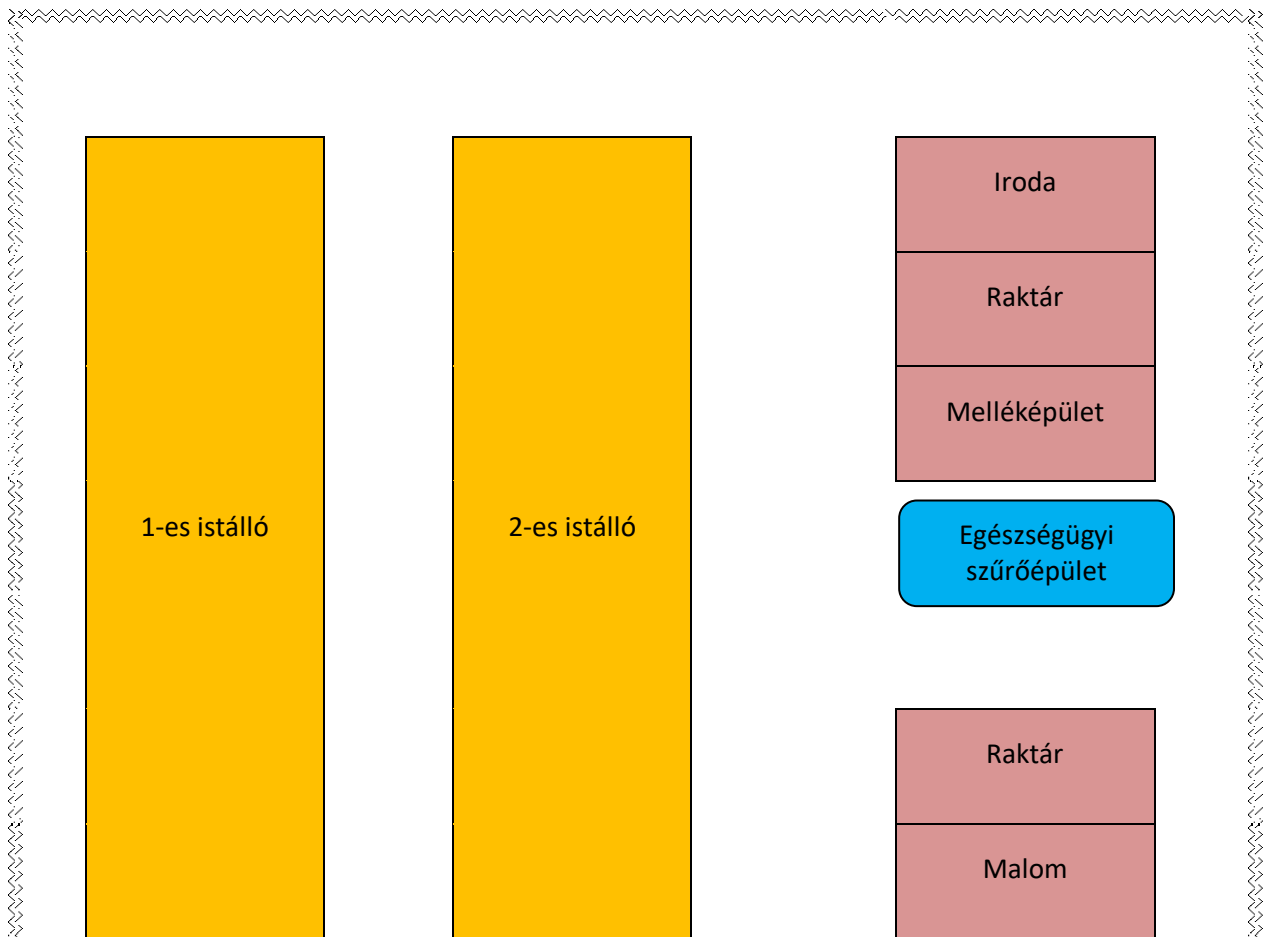 Iroda
Raktár
Melléképület
1-es istálló
2-es istálló
Egészségügyi
szűrőépület
Raktár
Malom